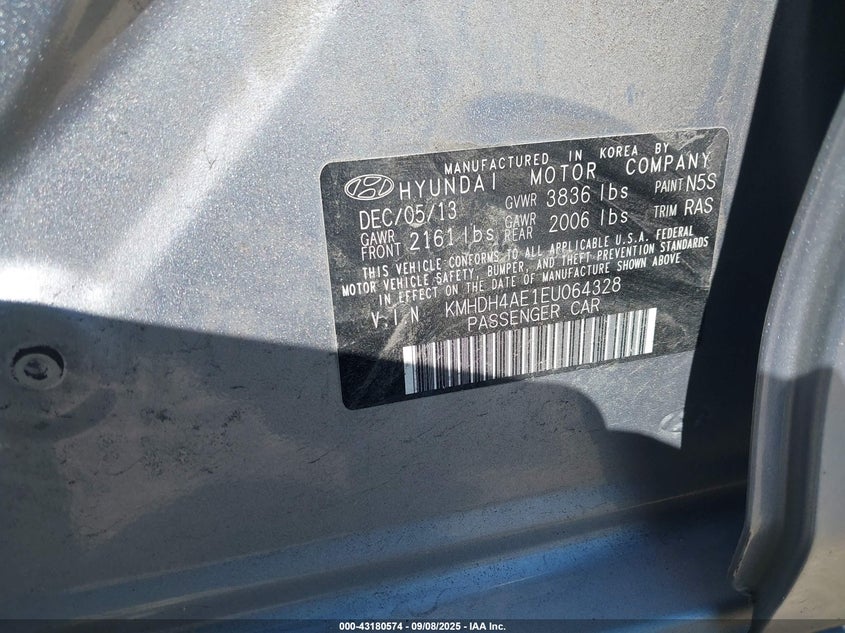 MANUFACTURED IN KOREA BY
HYUNDAI MOTOR COMPANY
DEC/05/13 GVWR 3836 lbs PAINT N5S
GAWR FRONT 2161 lbs GAWR REAR 2006 lbs TRIM RAS
THIS VEHICLE CONFORMS TO ALL APPLICABLE U.S.A. FEDERAL
MOTOR VEHICLE SAFETY, BUMPER, AND THEFT PREVENTION STANDARDS
IN EFFECT ON THE DATE OF MANUFACTURE SHOWN ABOVE
V.I.N KMHDH4AE1EU064328
PASSENGER CAR
000-43180574 - 09/08/2025 - IAA Inc.